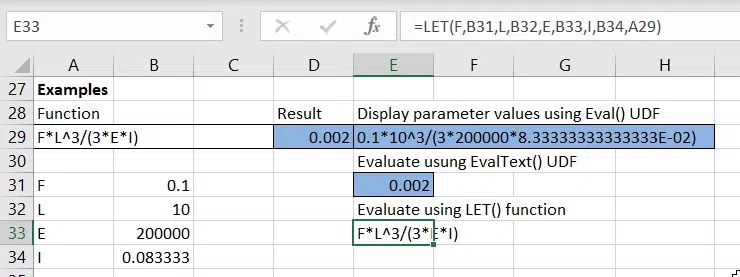 E33 =LET(F,B31,L,B32,E,B33,I,B34,A29)
A B C D E F G H
27 Examples
28 Function Result Display parameter values using Eval() UDF
29 F*L^3/(3*E*I) 0.002 0.1*10^3/(3*200000*8.33333333333333E-02)
30 Evaluate usung EvalText() UDF
31 F 0.1 0.002
32 L 10 Evaluate using LET() function
33 E 200000 F*L^3/(3*E*I)
34 I 0.083333